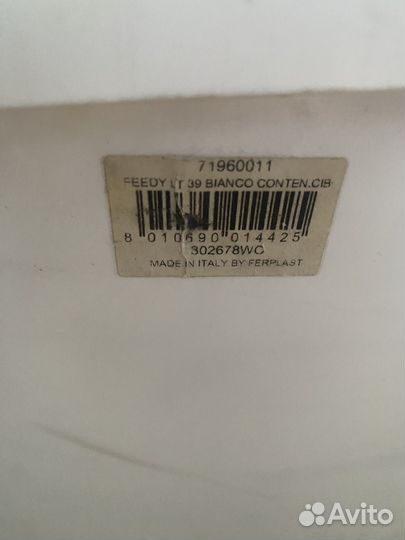 71960011
FEEDY LT 39 BIANCO CONTEN.CIB
8 010690 014425
302678WC
MADE IN ITALY BY FERPLAST
Avito